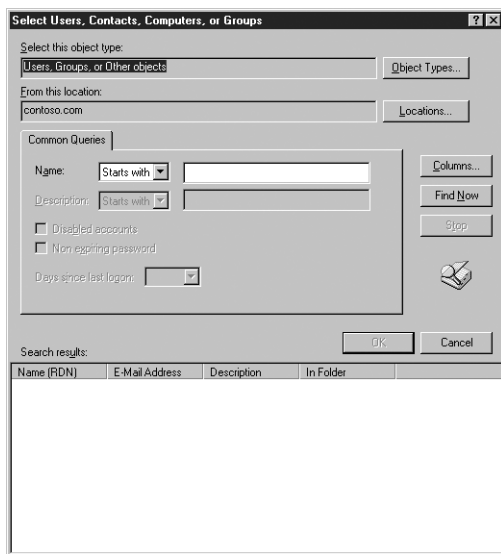 Select Users, Contacts, Computers, or Groups
Select this object type:
Users, Groups, or Other objects
Object Types...
From this location:
contoso.com
Locations...
Common Queries
Name: Starts with
Columns...
Description: Starts with
Find Now
Disabled accounts
Stop
Non expiring password
Days since last logon:
OK Cancel
Search results:
Name (RDN) E-Mail Address Description In Folder